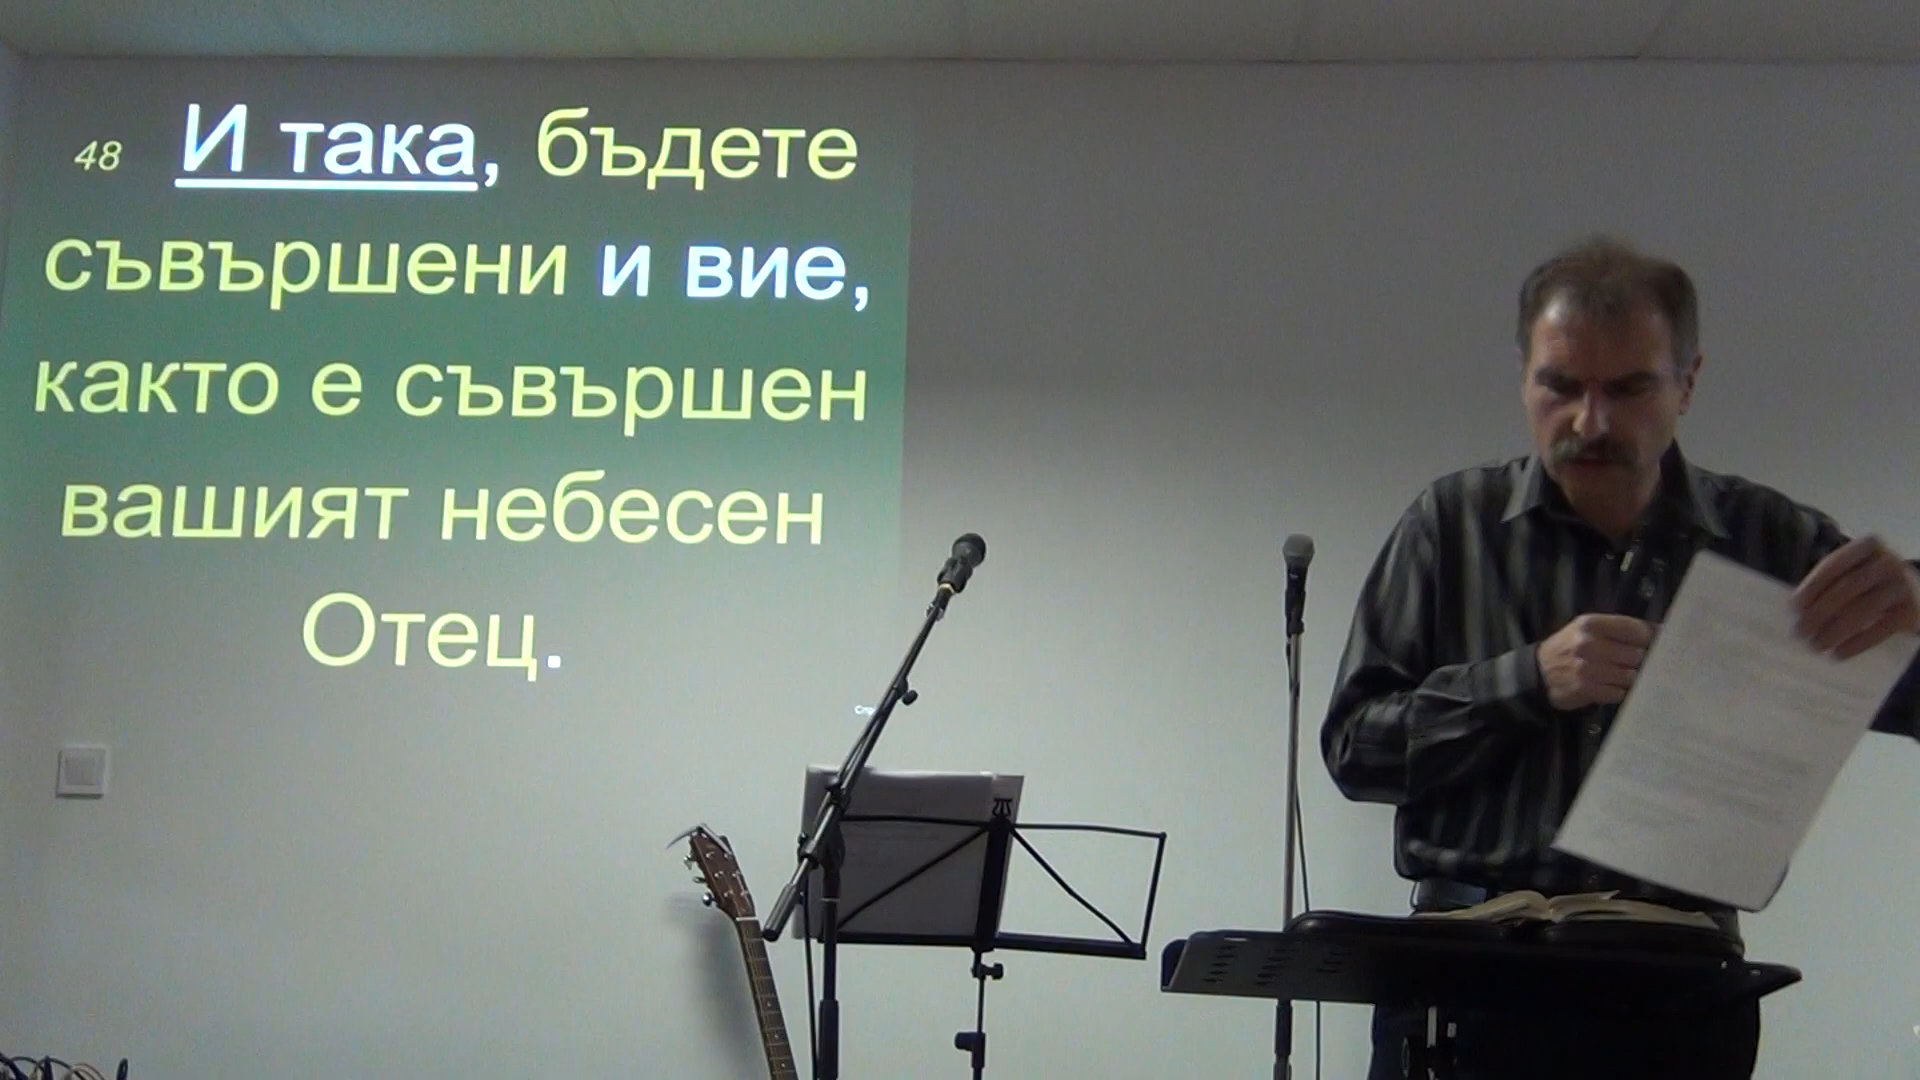 48 И така, бъдете
съвършени и вие,
както е съвършен
вашият небесен
Отец.